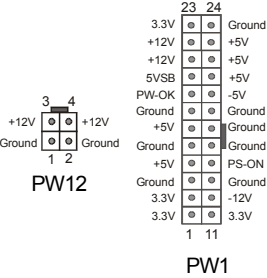 23 24
3.3V Ground
+12V +5V
+12V +5V
5VSB +5V
PW-OK -5V
Ground Ground
+5V Ground
Ground Ground
+5V PS-ON
Ground Ground
3.3V -12V
3.3V 3.3V
1 11
PW1
3 4
+12V +12V
Ground Ground
1 2
PW12